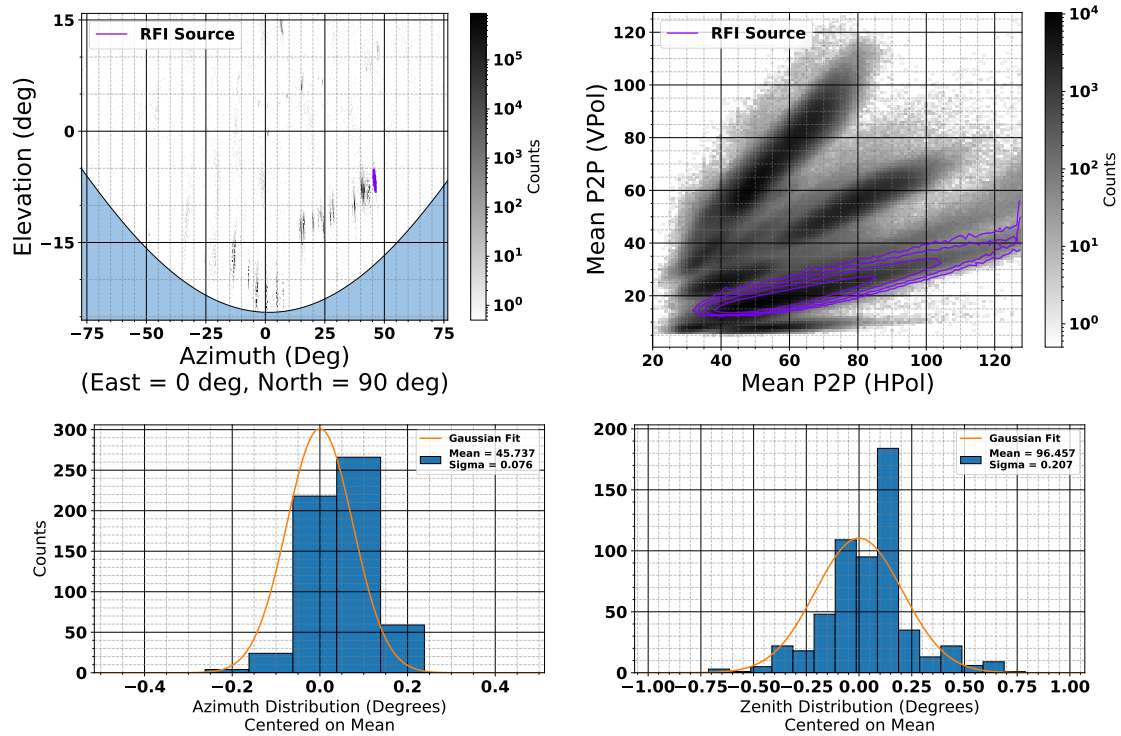 15
0
−15
Elevation (deg)
RFI Source
−75 −50 −25 0 25 50 75
Azimuth (Deg)
(East = 0 deg, North = 90 deg)
10^5
10^4
10^3
10^2
10^1
10^0
Counts
120
100
80
60
40
20
Mean P2P (VPol)
RFI Source
20 40 60 80 100 120
Mean P2P (HPol)
10^4
10^3
10^2
10^1
10^0
Counts
300
250
200
150
100
50
0
Counts
Gaussian Fit
Mean = 45.737
Sigma = 0.076
−0.4 −0.2 0.0 0.2 0.4
Azimuth Distribution (Degrees)
Centered on Mean
200
150
100
50
0
Gaussian Fit
Mean = 96.457
Sigma = 0.207
−1.00 −0.75 −0.50 −0.25 0.00 0.25 0.50 0.75 1.00
Zenith Distribution (Degrees)
Centered on Mean